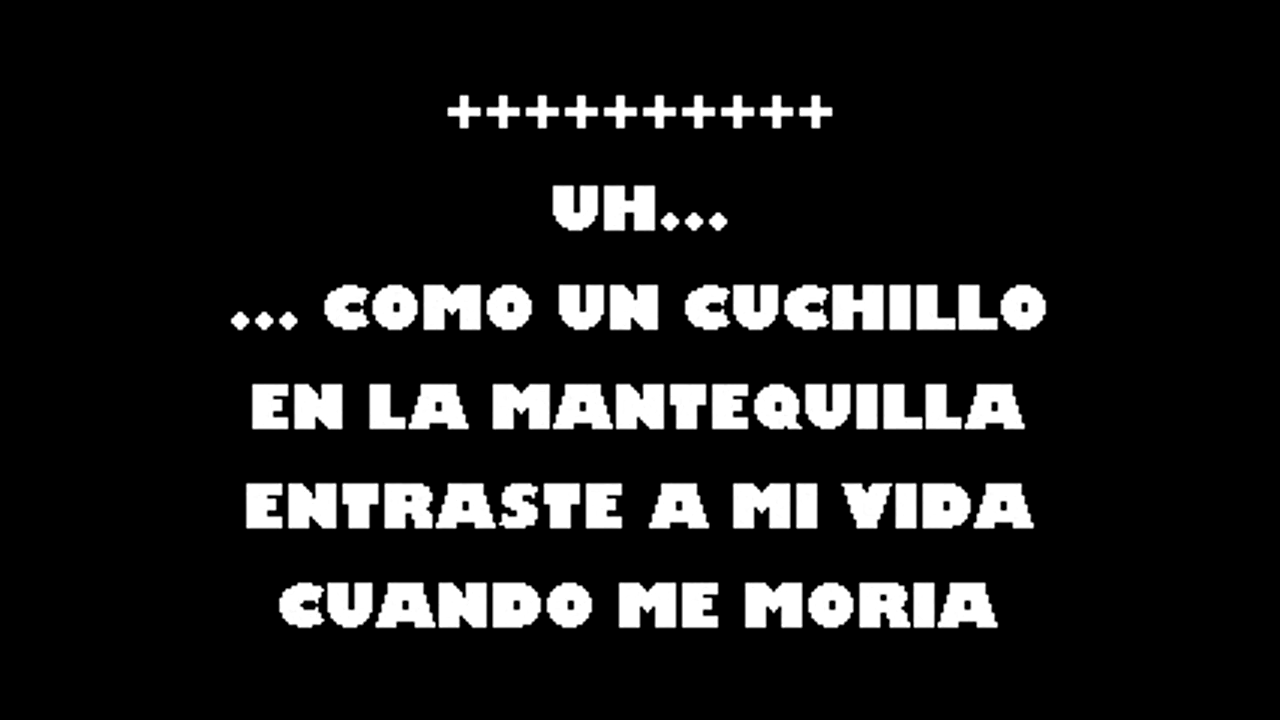 ++++++++++
UH...
... COMO UN CUCHILLO
EN LA MANTEQUILLA
ENTRASTE A MI VIDA
CUANDO ME MORIA